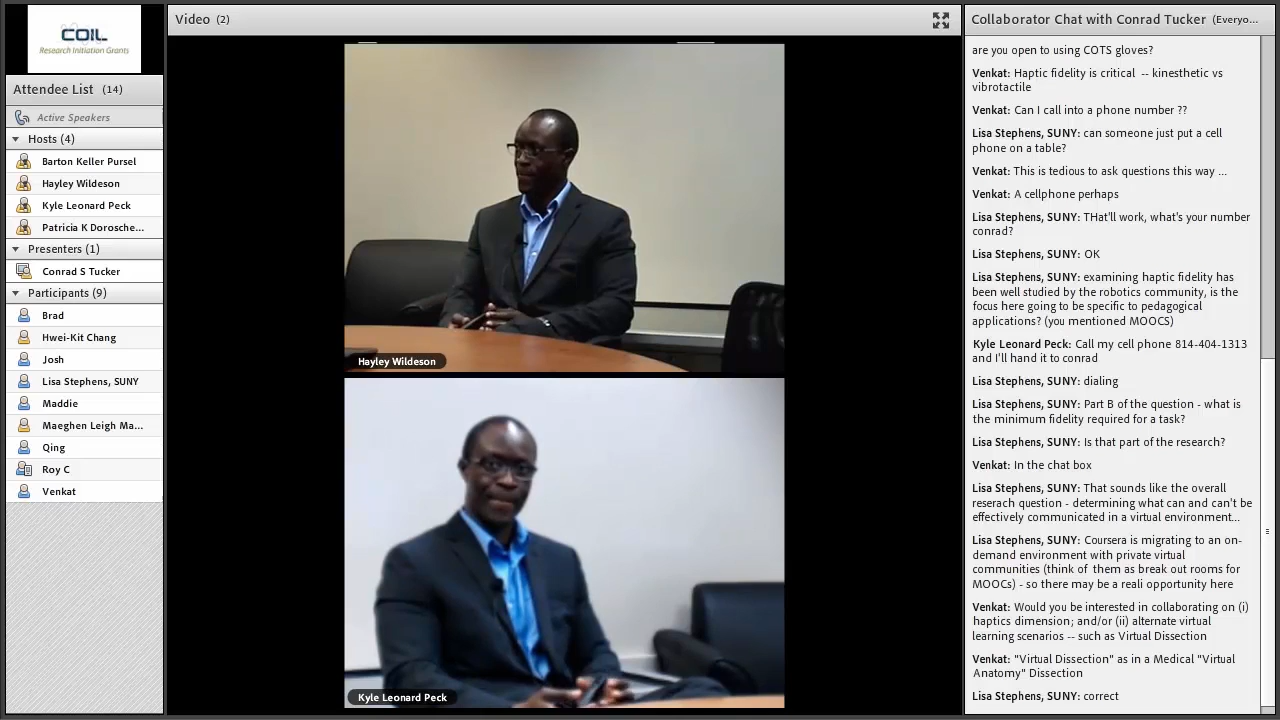 COIL
Research Initiation Grants
Attendee List (14)
Active Speakers
Hosts (4)
Barton Keller Pursel
Hayley Wildeson
Kyle Leonard Peck
Patricia K Dorosche...
Presenters (1)
Conrad S Tucker
Participants (9)
Brad
Hwei-Kit Chang
Josh
Lisa Stephens, SUNY
Maddie
Maeghen Leigh Ma...
Qing
Roy C
Venkat
Video (2)
Hayley Wildeson
Kyle Leonard Peck
Collaborator Chat with Conrad Tucker (Everyo...
are you open to using COTS gloves?
Venkat: Haptic fidelity is critical -- kinesthetic vs
vibrotactile
Venkat: Can I call into a phone number ??
Lisa Stephens, SUNY: can someone just put a cell
phone on a table?
Venkat: This is tedious to ask questions this way ...
Venkat: A cellphone perhaps
Lisa Stephens, SUNY: THat'll work, what's your number
conrad?
Lisa Stephens, SUNY: OK
Lisa Stephens, SUNY: examining haptic fidelity has
been well studied by the robotics community, is the
focus here going to be specific to pedagogical
applications? (you mentioned MOOCS)
Kyle Leonard Peck: Call my cell phone 814-404-1313
and I'll hand it to Conrad
Lisa Stephens, SUNY: dialing
Lisa Stephens, SUNY: Part B of the question - what is
the minimum fidelity required for a task?
Lisa Stephens, SUNY: Is that part of the research?
Venkat: In the chat box
Lisa Stephens, SUNY: That sounds like the overall
reserach question - determining what can and can't be
effectively communicated in a virtual environment...
Lisa Stephens, SUNY: Coursera is migrating to an on-
demand environment with private virtual
communities (think of them as break out rooms for
MOOCs) - so there may be a reali opportunity here
Venkat: Would you be interested in collaborating on (i)
haptics dimension; and/or (ii) alternate virtual
learning scenarios -- such as Virtual Dissection
Venkat: "Virtual Dissection" as in a Medical "Virtual
Anatomy" Dissection
Lisa Stephens, SUNY: correct